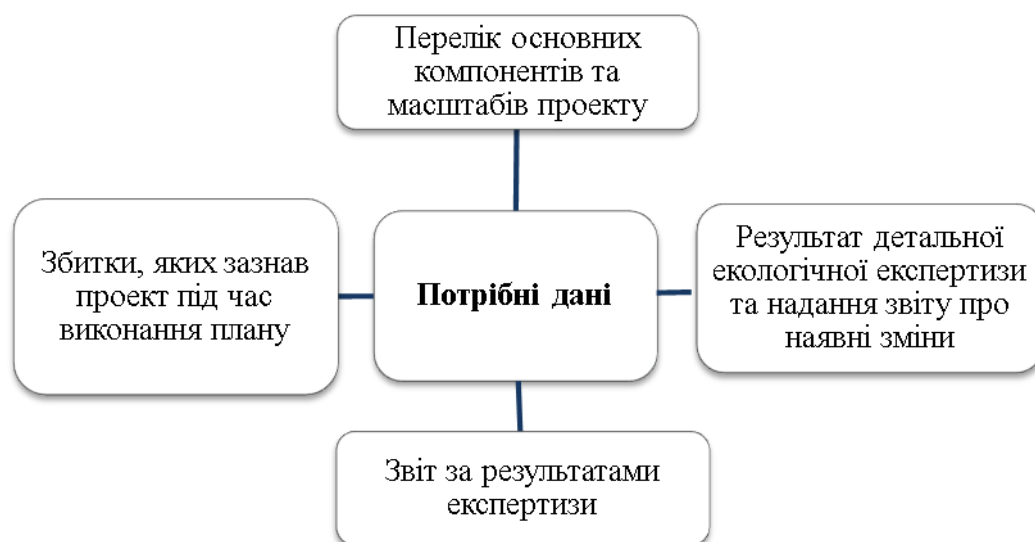 Перелік основних
компонентів та
масштабів проекту
Збитки, яких зазнав
проект під час
виконання плану
Потрібні дані
Результат детальної
екологічної експертизи
та надання звіту про
наявні зміни
Звіт за результатами
експертизи